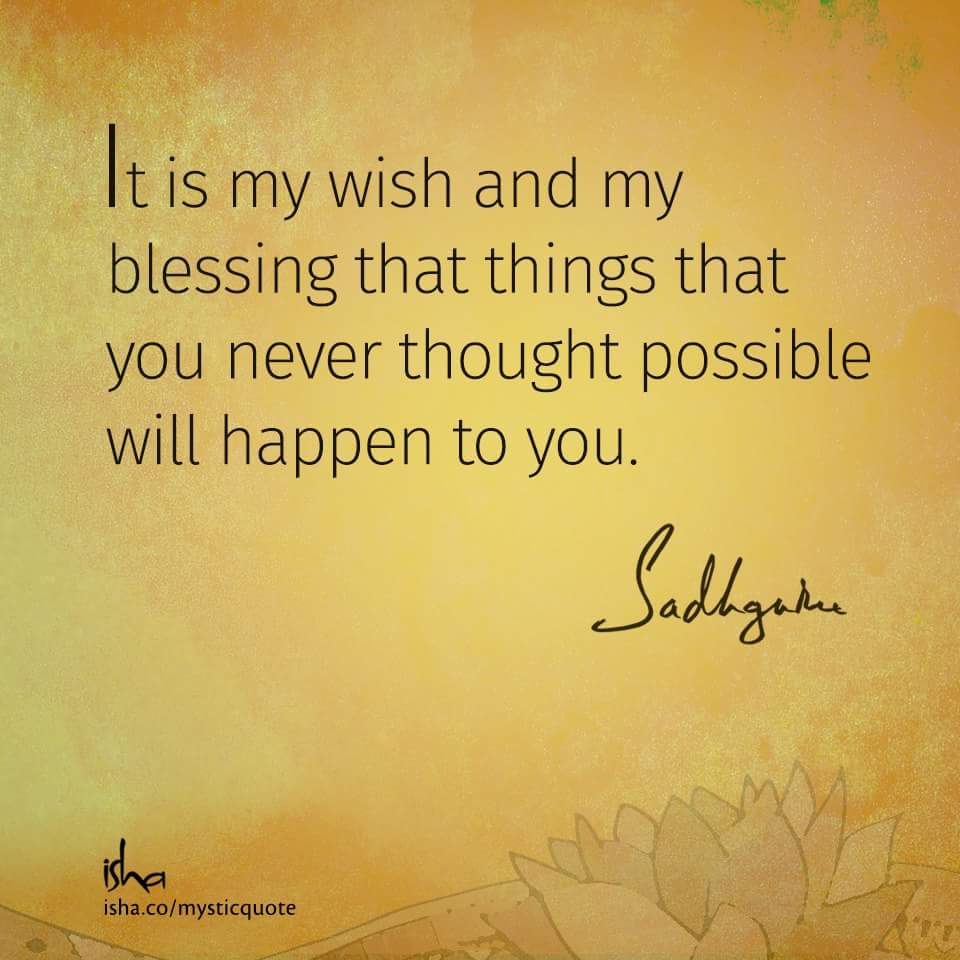 It is my wish and my
blessing that things that
you never thought possible
will happen to you.
Sadhguru
isha
isha.co/mysticquote